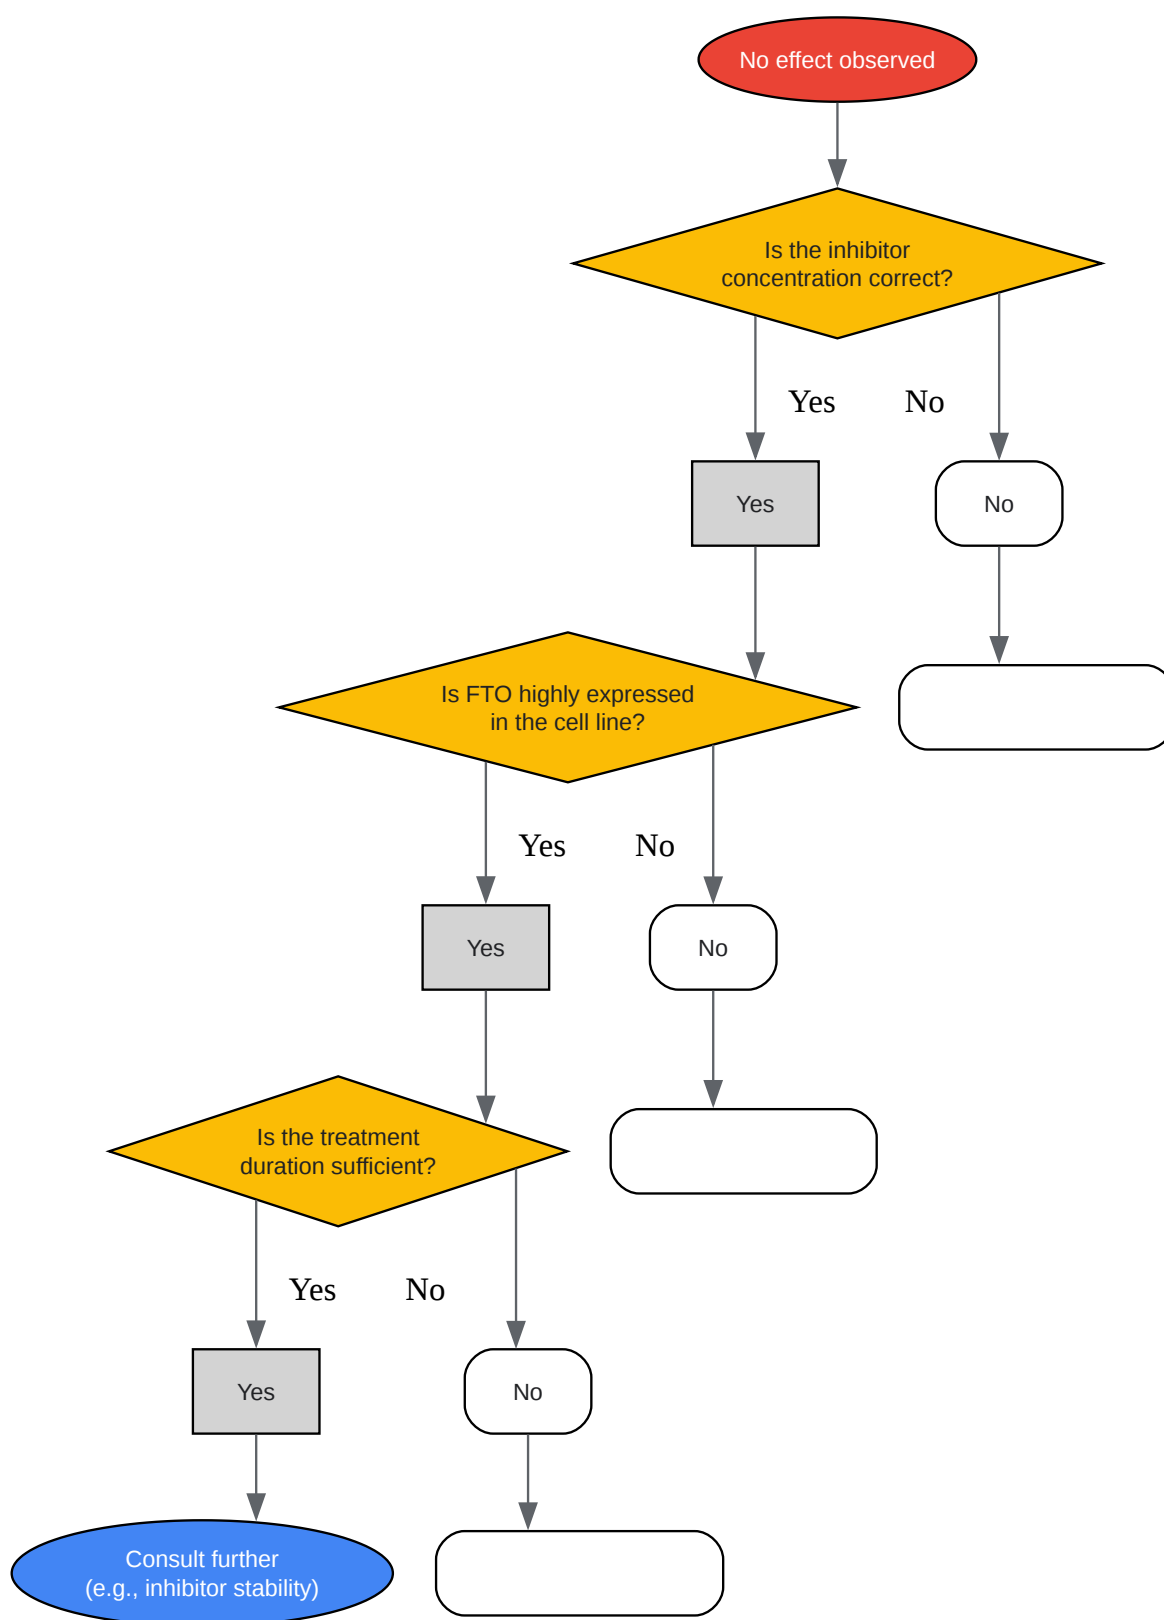 No effect observed
Is the inhibitor
concentration correct?
Yes
No
Yes
No
Is FTO highly expressed
in the cell line?
Yes
No
Yes
No
Is the treatment
duration sufficient?
Yes
No
Yes
No
Consult further
(e.g., inhibitor stability)